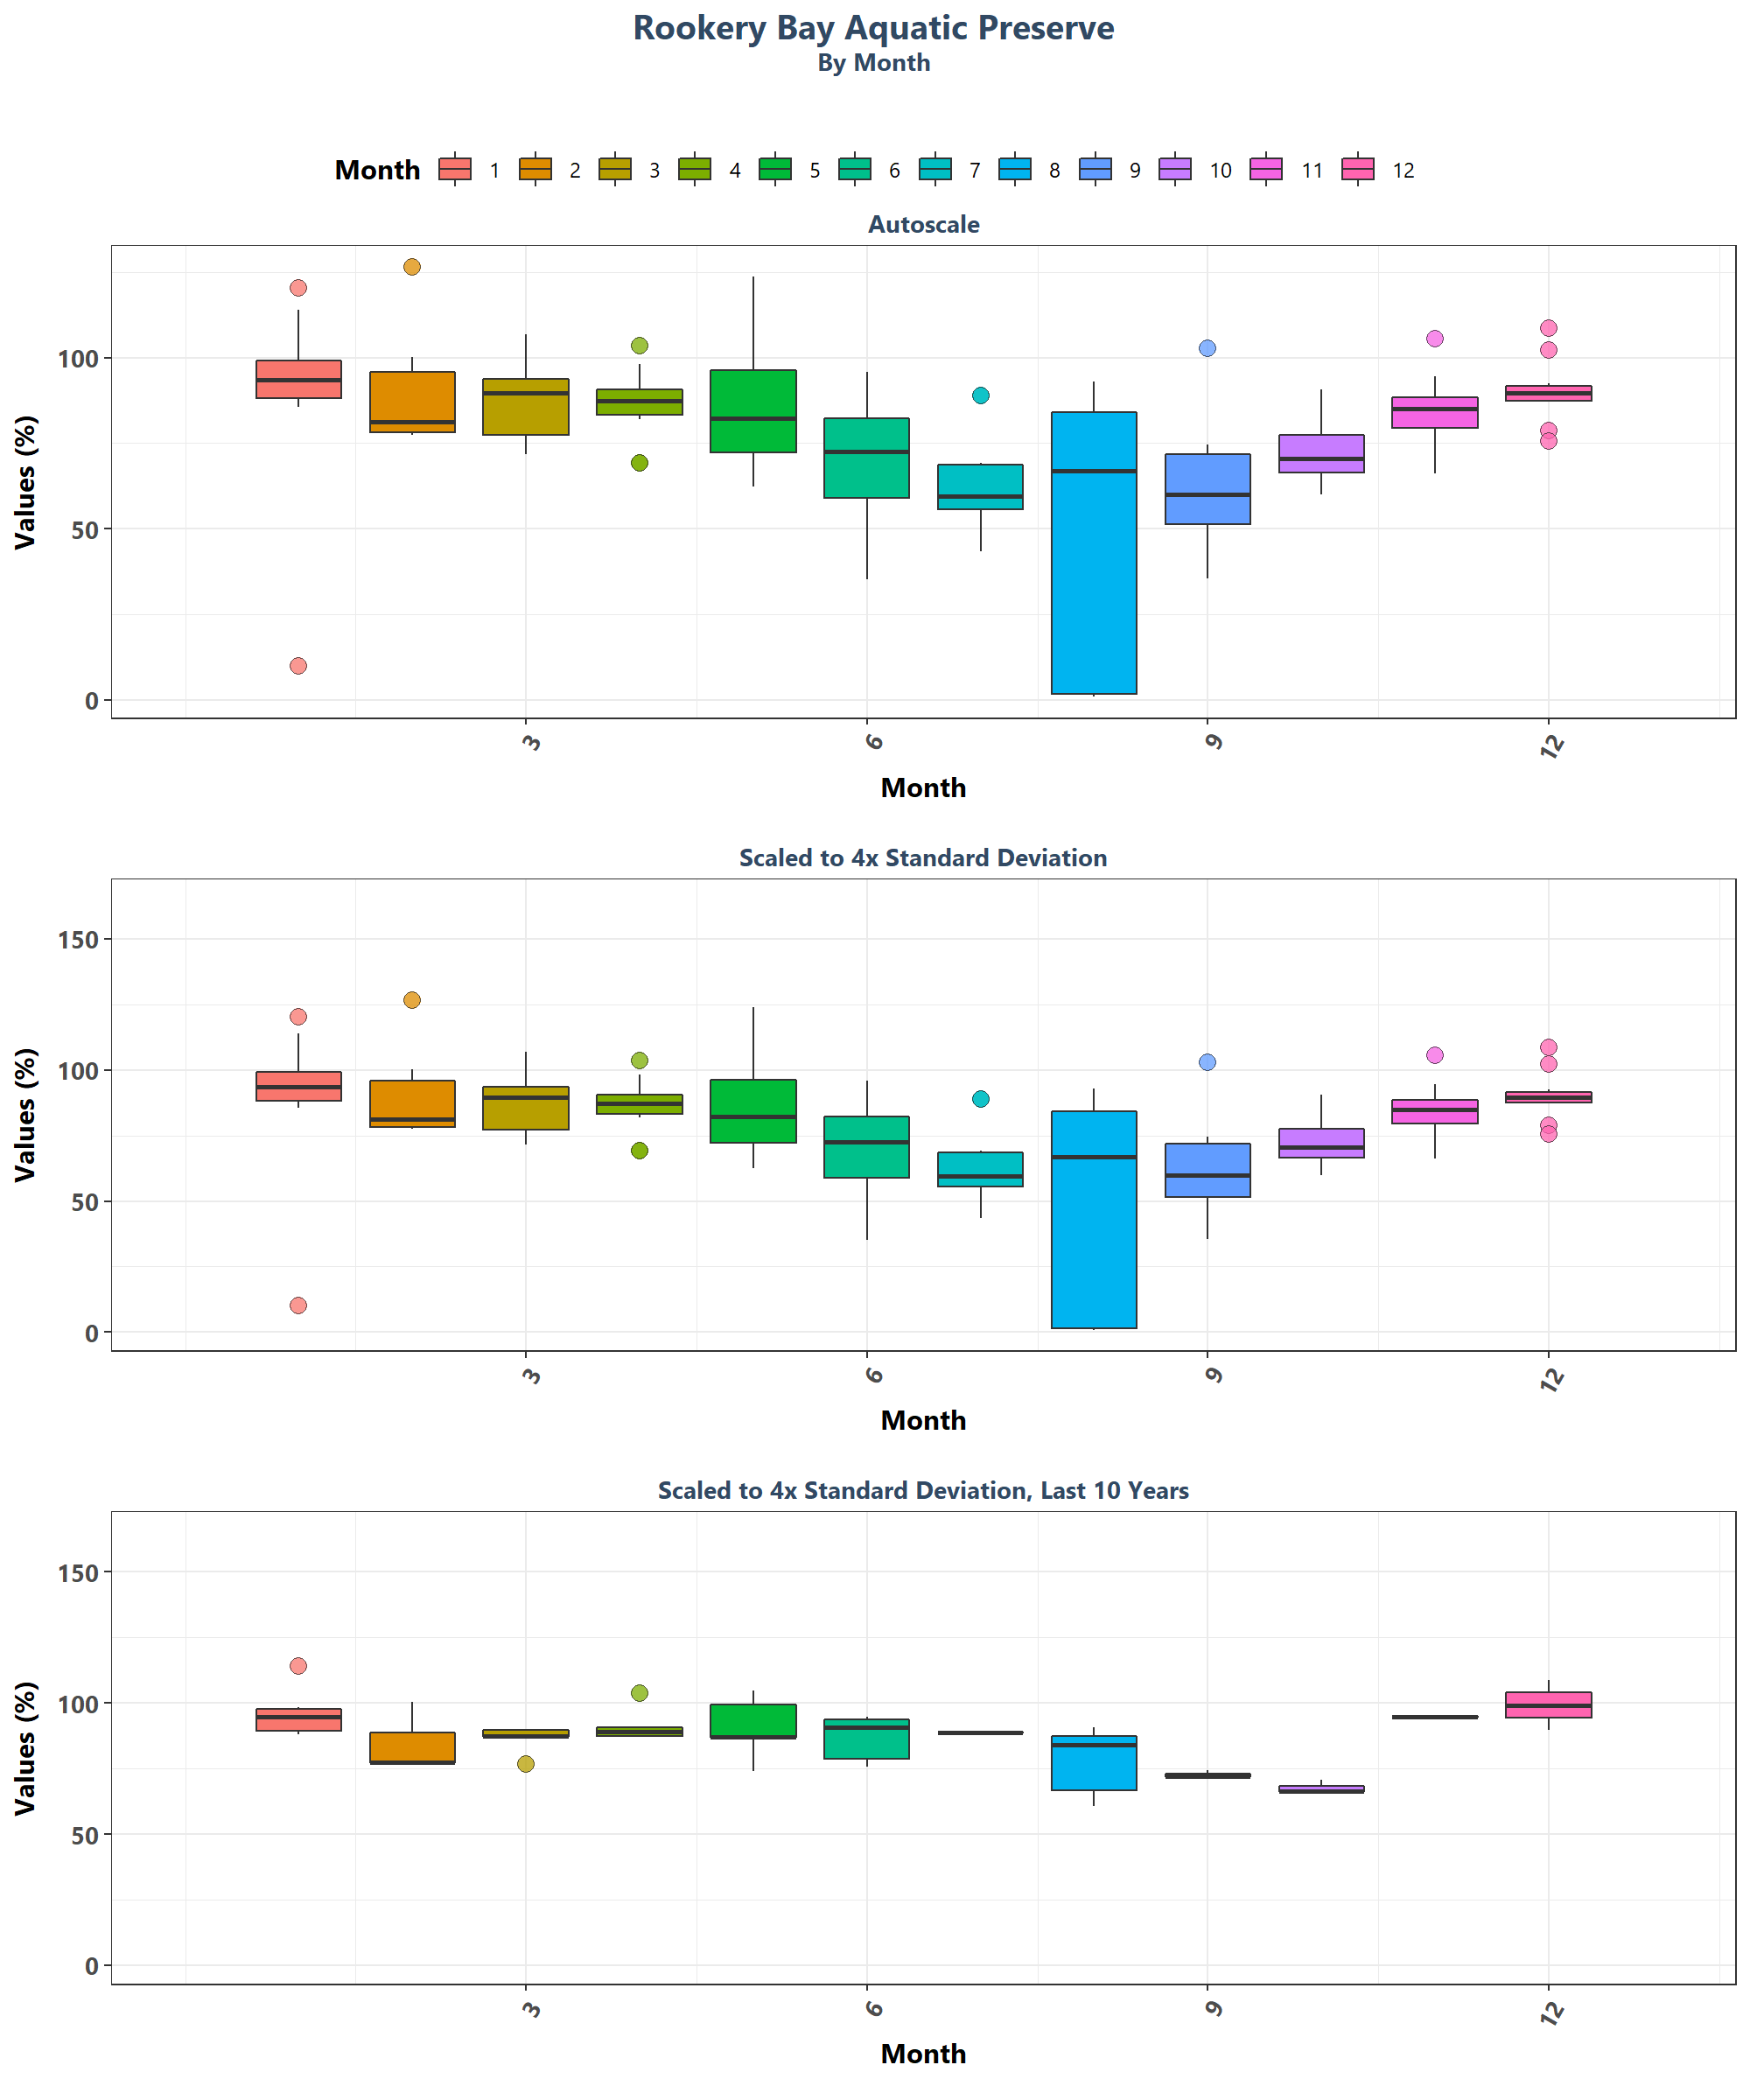 Rookery Bay Aquatic Preserve
By Month
Month 1 2 3 4 5 6 7 8 9 10 11 12
Autoscale
Values (%)
100
50
0
3 6 9 12
Month
Scaled to 4x Standard Deviation
Values (%)
150
100
50
0
3 6 9 12
Month
Scaled to 4x Standard Deviation, Last 10 Years
Values (%)
150
100
50
0
3 6 9 12
Month